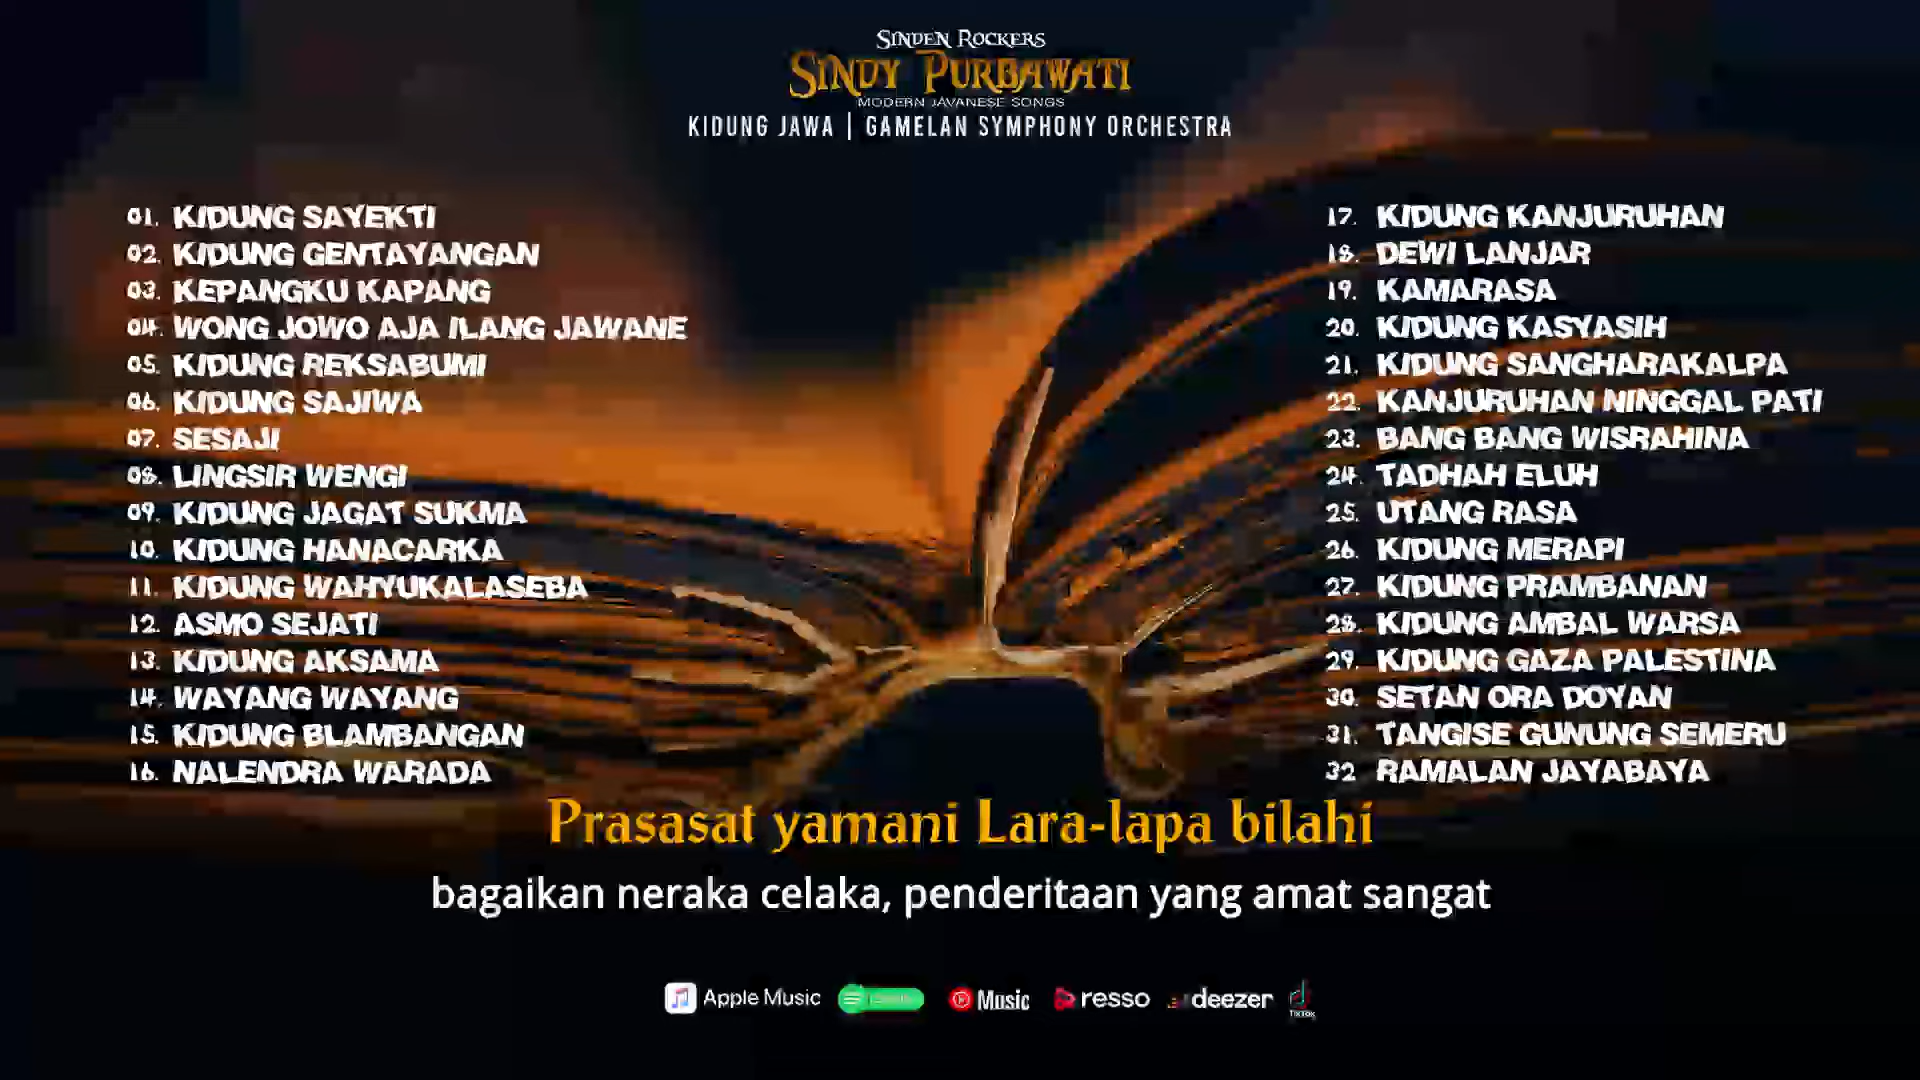 SINDEN ROCKERS
SINDY PURBAWATI
MODERN JAVANESE SONGS
KIDUNG JAWA | GAMELAN SYMPHONY ORCHESTRA
01. KIDUNG SAYEKTI
02. KIDUNG GENTAYANGAN
03. KEPANGKU KAPANG
04. WONG JOWO AJA ILANG JAWANE
05. KIDUNG REKSABUMI
06. KIDUNG SAJIWA
07. SESAJI
08. LINGSIR WENGI
09. KIDUNG JAGAT SUKMA
10. KIDUNG HANACARKA
11. KIDUNG WAHYUKALASEBA
12. ASMO SEJATI
13. KIDUNG AKSAMA
14. WAYANG WAYANG
15. KIDUNG BLAMBANGAN
16. NALENDRA WARADA
17. KIDUNG KANJURUHAN
18. DEWI LANJAR
19. KAMARASA
20. KIDUNG KASYASIH
21. KIDUNG SANGHARAKALPA
22. KANJURUHAN NINGGAL PATI
23. BANG BANG WISRAHINA
24. TADHAH ELUH
25. UTANG RASA
26. KIDUNG MERAPI
27. KIDUNG PRAMBANAN
28. KIDUNG AMBAL WARSA
29. KIDUNG GAZA PALESTINA
30. SETAN ORA DOYAN
31. TANGISE GUNUNG SEMERU
32 RAMALAN JAYABAYA
Prasasat yamani Lara-lapa bilahi
bagaikan neraka celaka, penderitaan yang amat sangat
Apple Music
Music
resso
deezer
TIKTOK